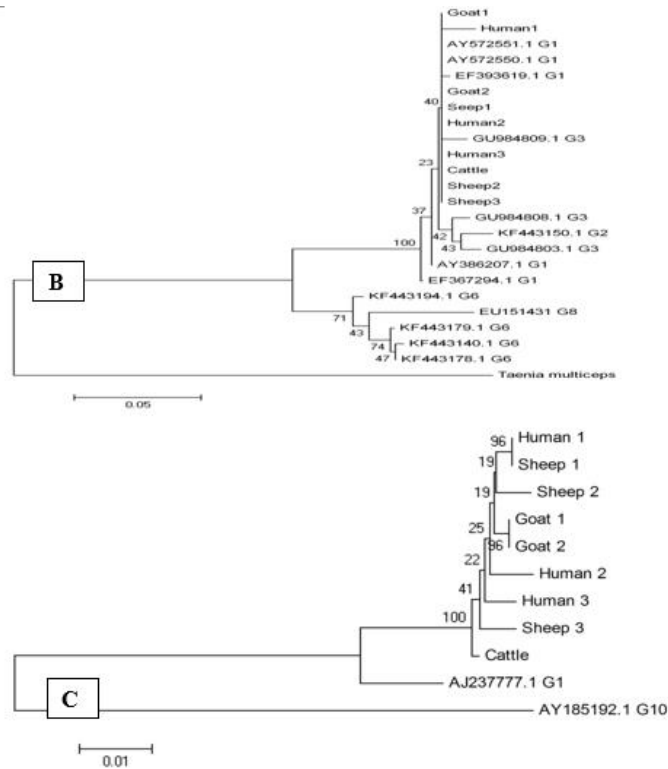 Goat1
Human1
AY572551.1 G1
AY572550.1 G1
EF393619.1 G1
Goat2
40
Seep1
Human2
GU984809.1 G3
Human3
23
Cattle
Sheep2
Sheep3
37
GU984808.1 G3
42
KF443150.1 G2
43
GU984803.1 G3
100
AY386207.1 G1
B
EF367294.1 G1
KF443194.1 G6
71
EU151431 G8
43
KF443179.1 G6
74
KF443140.1 G6
47
KF443178.1 G6
Taenia multiceps
0.05
96
Human 1
19
Sheep 1
19
Sheep 2
Goat 1
25
96
Goat 2
22
Human 2
41
Human 3
100
Sheep 3
Cattle
AJ237777.1 G1
C
AY185192.1 G10
0.01